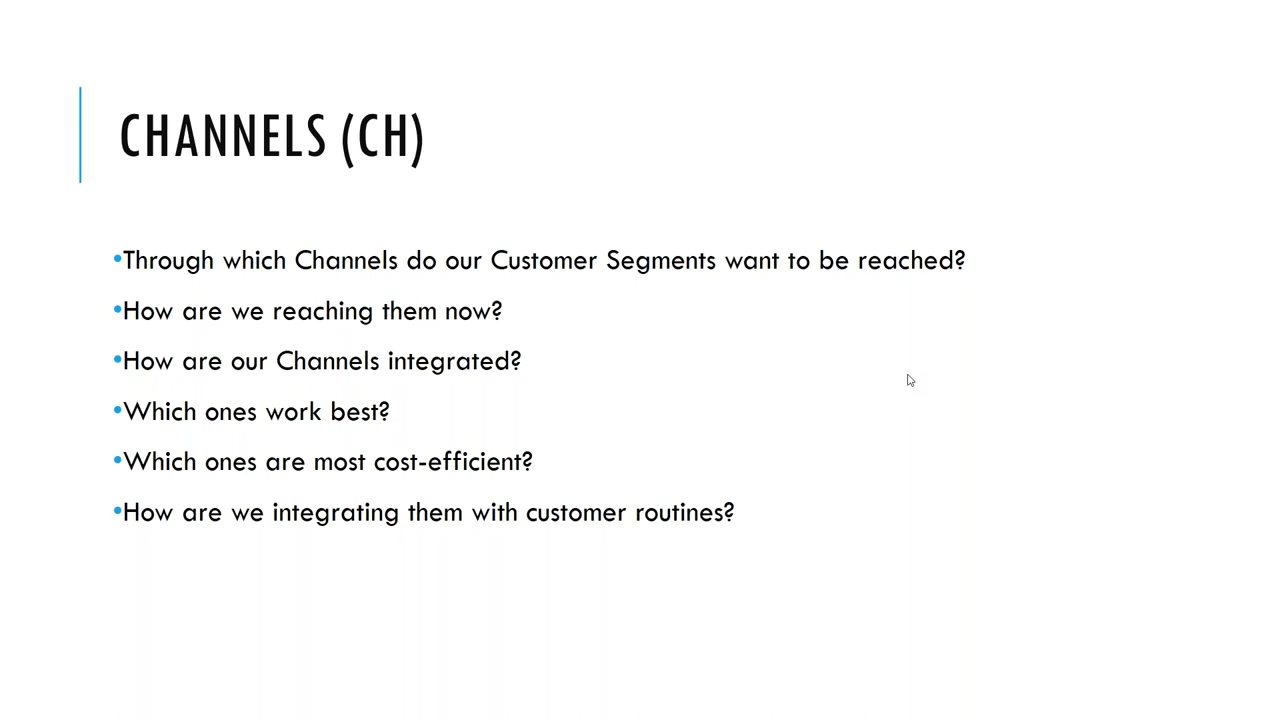 CHANNELS (CH)
•Through which Channels do our Customer Segments want to be reached?
•How are we reaching them now?
•How are our Channels integrated?
•Which ones work best?
•Which ones are most cost-efficient?
•How are we integrating them with customer routines?